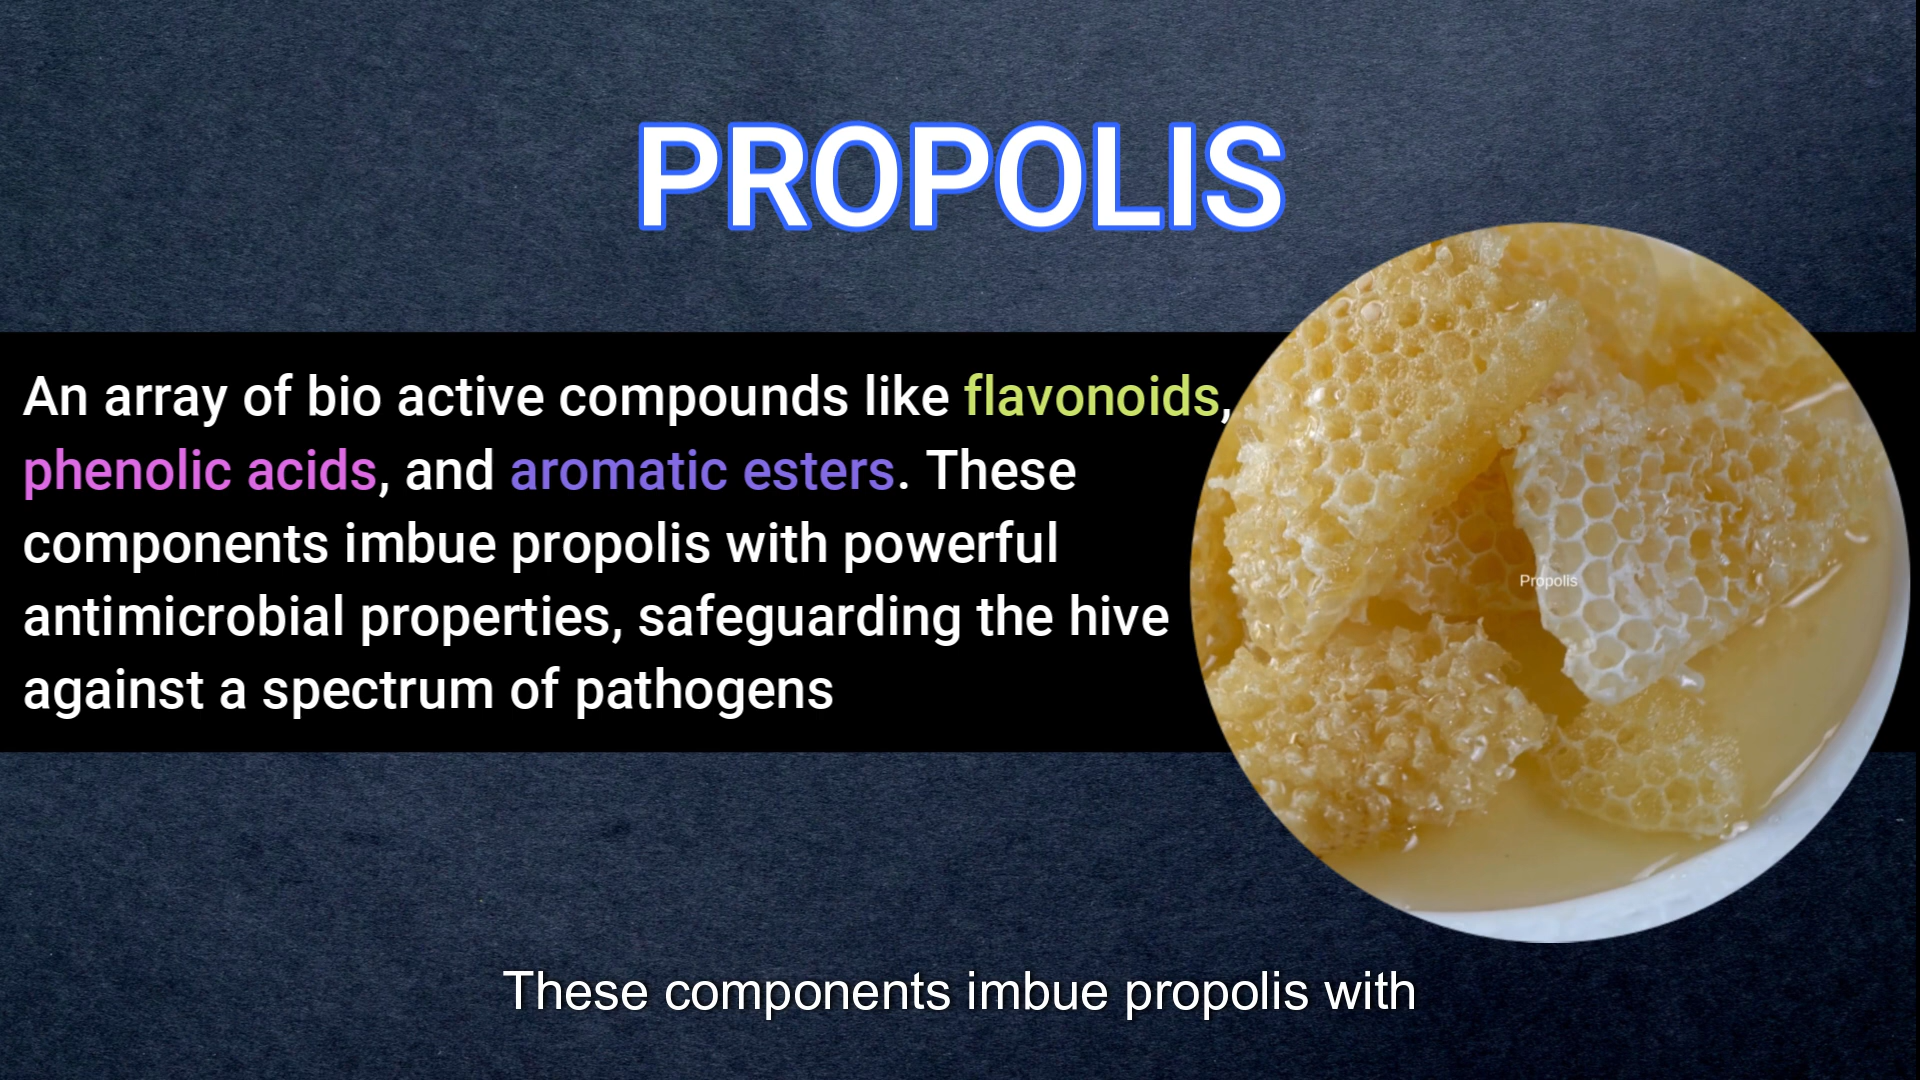 PROPOLIS
An array of bio active compounds like flavonoids,
phenolic acids, and aromatic esters. These
components imbue propolis with powerful
antimicrobial properties, safeguarding the hive
against a spectrum of pathogens
Propolis
These components imbue propolis with